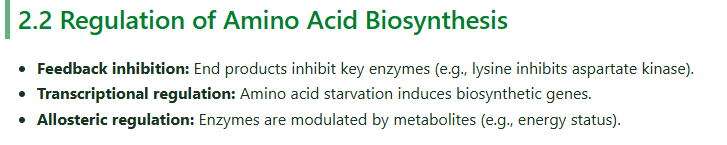 2.2 Regulation of Amino Acid Biosynthesis
• Feedback inhibition: End products inhibit key enzymes (e.g., lysine inhibits aspartate kinase).
• Transcriptional regulation: Amino acid starvation induces biosynthetic genes.
• Allosteric regulation: Enzymes are modulated by metabolites (e.g., energy status).